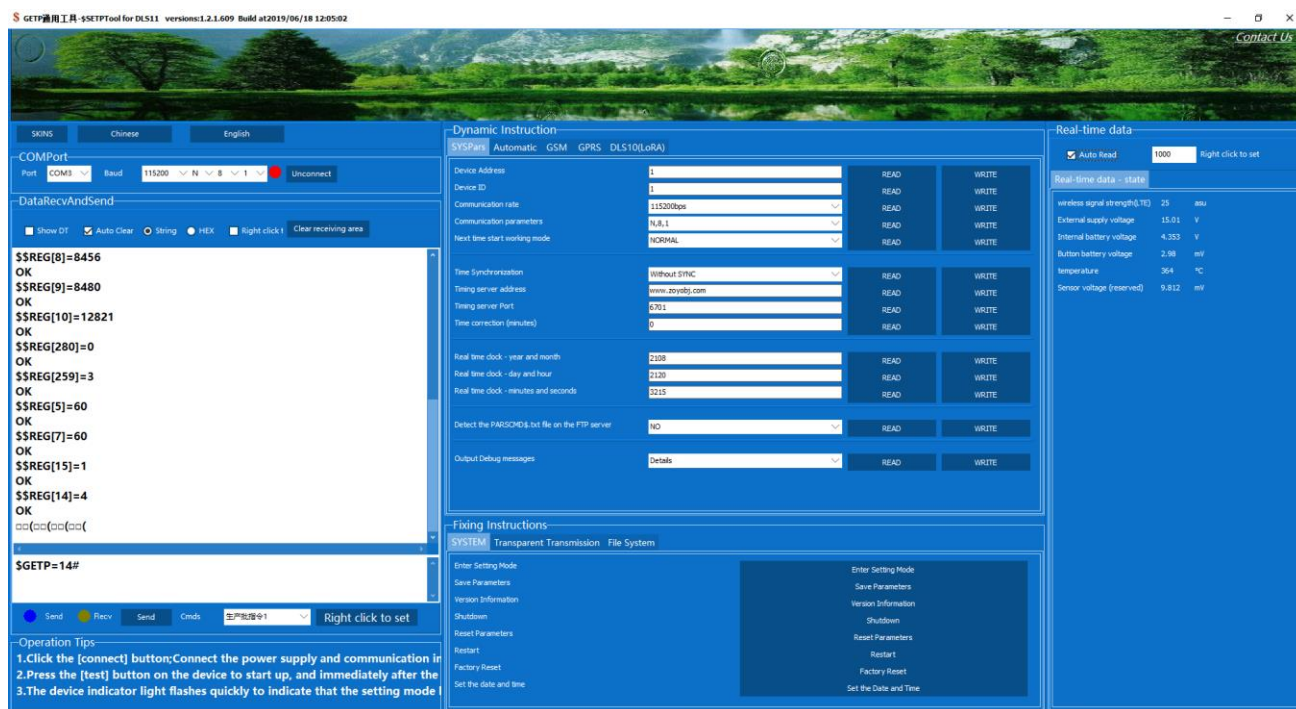 $ GETP通用工具-$SETPTool for DLS11 versions:1.2.1.609 Build at2019/06/18 12:05:02
Contact Us
SKINS Chinese English
COMPort
Port COM3 Baud 115200 N 8 1 Unconnect
DataRecvAndSend
Show DT Auto Clear String HEX Right click t Clear receiving area
$$REG[8]=8456
OK
$$REG[9]=8480
OK
$$REG[10]=12821
OK
$$REG[280]=0
OK
$$REG[259]=3
OK
$$REG[5]=60
OK
$$REG[7]=60
OK
$$REG[15]=1
OK
$$REG[14]=4
OK
□□(□□(□□(□□(
$GETP=14#
Send Recv Send Cmds 生产批指令1 Right click to set
Operation Tips
1.Click the [connect] button;Connect the power supply and communication in
2.Press the [test] button on the device to start up, and immediately after the
3.The device indicator light flashes quickly to indicate that the setting mode
Dynamic Instruction
SYSPars Automatic GSM GPRS DLS10(LoRA)
Device Address 1 READ WRITE
Device ID 1 READ WRITE
Communication rate 115200bps READ WRITE
Communication parameters N,8,1 READ WRITE
Next time start working mode NORMAL READ WRITE
Time Synchronization Without SYNC READ WRITE
Timing server address www.zoyobj.com READ WRITE
Timing server Port 6701 READ WRITE
Time correction (minutes) 0 READ WRITE
Real time clock - year and month 2108 READ WRITE
Real time clock - day and hour 2120 READ WRITE
Real time clock - minutes and seconds 3215 READ WRITE
Detect the PARSCMD$.txt file on the FTP server NO READ WRITE
Output Debug messages Details READ WRITE
Fixing Instructions
SYSTEM Transparent Transmission File System
Enter Setting Mode Enter Setting Mode
Save Parameters Save Parameters
Version Information Version Information
Shutdown Shutdown
Reset Parameters Reset Parameters
Restart Restart
Factory Reset Factory Reset
Set the date and time Set the Date and Time
Real-time data
Auto Read 1000 Right click to set
Real-time data - state
wireless signal strength(LTE) 25 asu
External supply voltage 15.01 V
Internal battery voltage 4.353 V
Button battery voltage 2.98 mV
temperature 364 °C
Sensor voltage (reserved) 9.812 mV